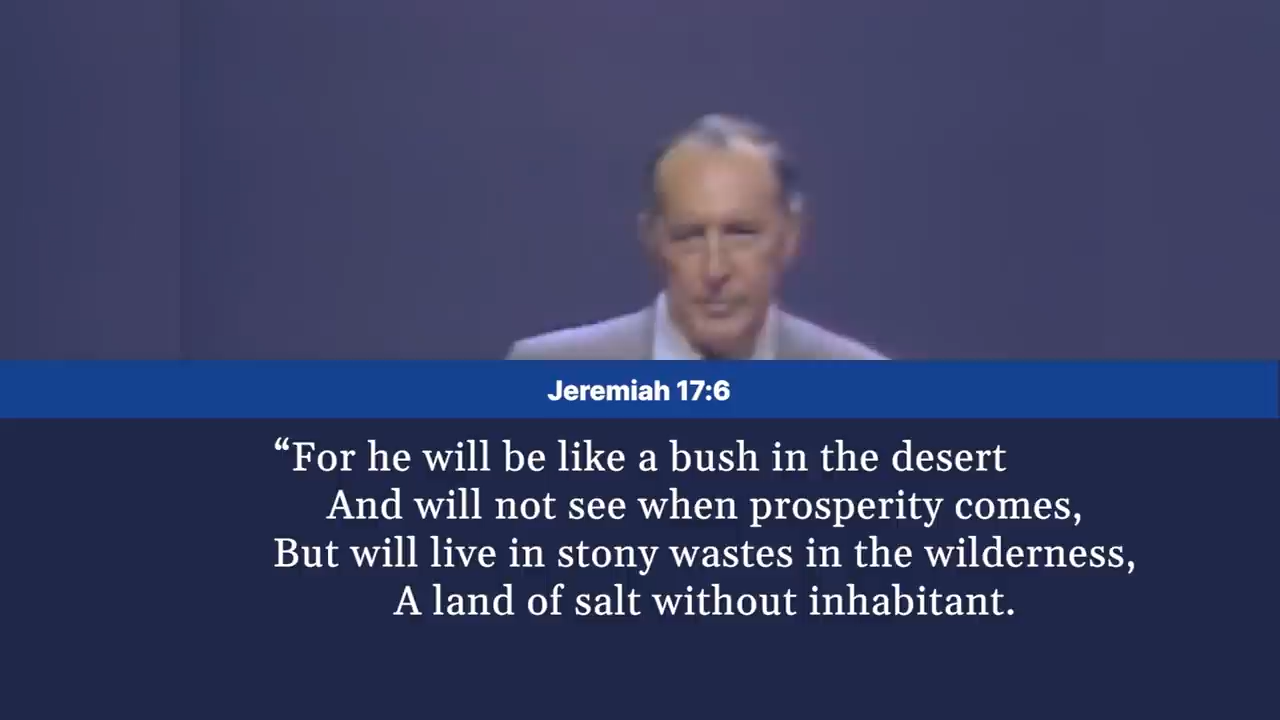 Jeremiah 17:6
“For he will be like a bush in the desert
And will not see when prosperity comes,
But will live in stony wastes in the wilderness,
A land of salt without inhabitant.